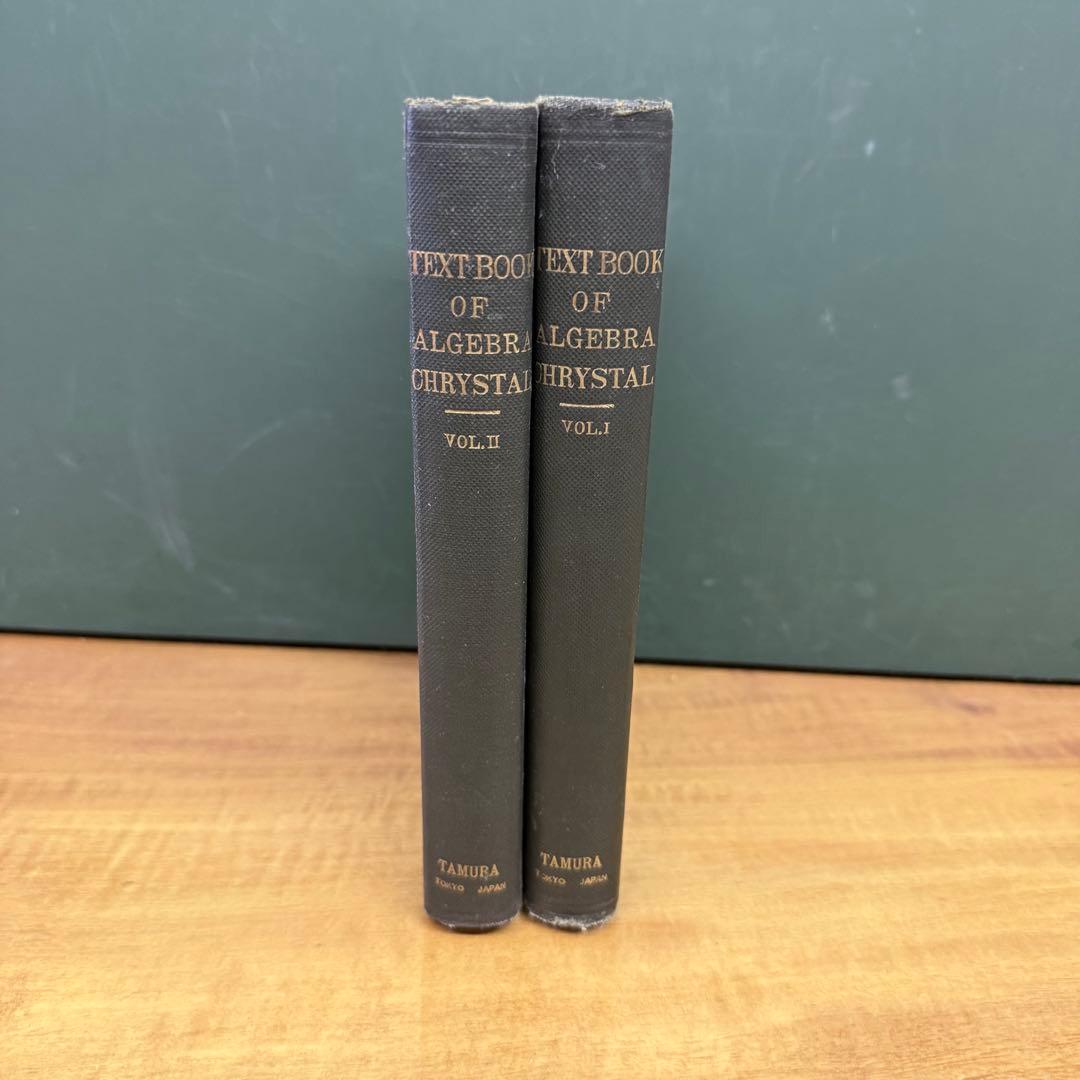 TEXT BOOK
OF
ALGEBRA
CHRYSTAL
VOL.II
TAMURA
TOKYO JAPAN
TEXT BOOK
OF
ALGEBRA
CHRYSTAL
VOL.I
TAMURA
TOKYO JAPAN